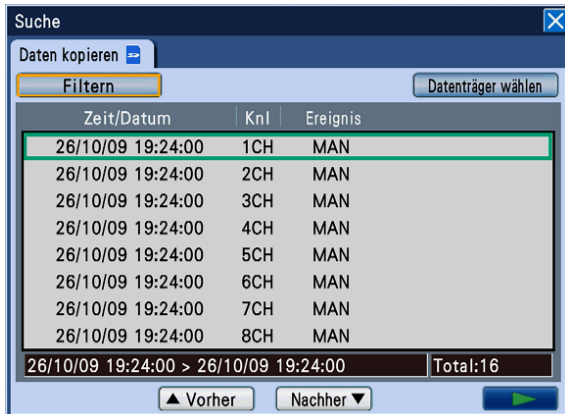 Suche
Daten kopieren
Filtern Datenträger wählen
Zeit/Datum Knl Ereignis
26/10/09 19:24:00 1CH MAN
26/10/09 19:24:00 2CH MAN
26/10/09 19:24:00 3CH MAN
26/10/09 19:24:00 4CH MAN
26/10/09 19:24:00 5CH MAN
26/10/09 19:24:00 6CH MAN
26/10/09 19:24:00 7CH MAN
26/10/09 19:24:00 8CH MAN
26/10/09 19:24:00 > 26/10/09 19:24:00 Total:16
▲ Vorher Nachher ▼